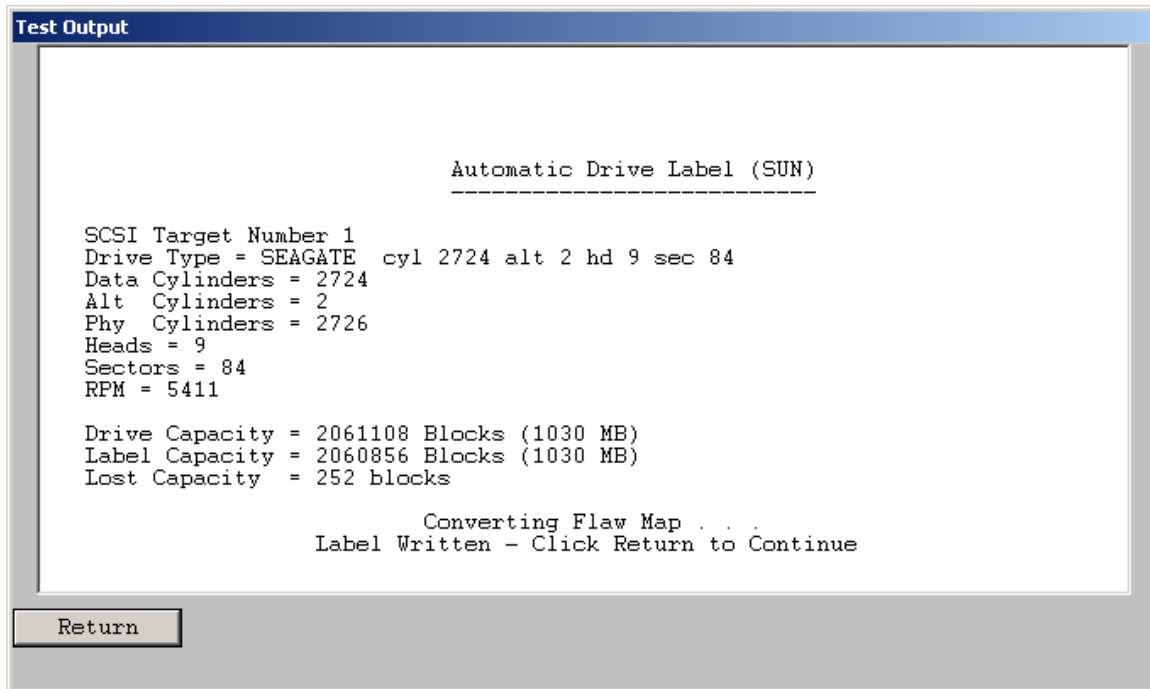 Test Output
Automatic Drive Label (SUN)
---------------------------
SCSI Target Number 1
Drive Type = SEAGATE  cyl 2724 alt 2 hd 9 sec 84
Data Cylinders = 2724
Alt  Cylinders = 2
Phy  Cylinders = 2726
Heads = 9
Sectors = 84
RPM = 5411
Drive Capacity = 2061108 Blocks (1030 MB)
Label Capacity = 2060856 Blocks (1030 MB)
Lost Capacity  = 252 blocks
Converting Flaw Map . . .
Label Written - Click Return to Continue
Return